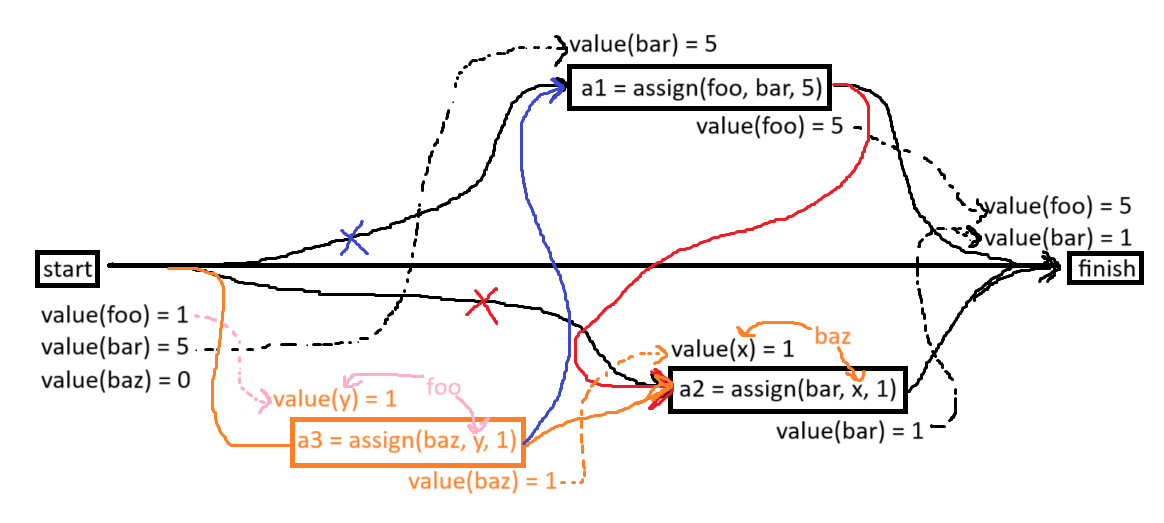 value(bar) = 5
a1 = assign(foo, bar, 5)
value(foo) = 5
value(foo) = 5
value(bar) = 1
start
finish
value(foo) = 1
value(bar) = 5
value(baz) = 0
baz
value(x) = 1
a2 = assign(bar, x, 1)
value(bar) = 1
foo
value(y) = 1
a3 = assign(baz, y, 1)
value(baz) = 1